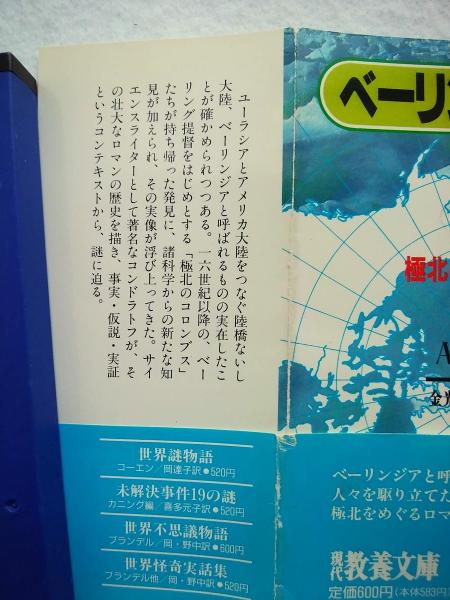 ユーラシアとアメリカ大陸をつなぐ陸橋ないし
大陸、ベーリンジアと呼ばれるものの実在したこ
とが確かめられつつある。一六世紀以降の、ベー
リング提督をはじめとする「極北のコロンブス」
たちが持ち帰った発見に、諸科学からの新たな知
見が加えられ、その実像が浮び上ってきた。サイ
エンスライターとして著名なコンドラトフが、そ
の壮大なロマンの歴史を描き、事実・仮説・実証
というコンテキストから、謎に迫る。
世界謎物語
コーエン/岡達子訳●520円
未解決事件19の謎
カニング編/喜多元子訳●520円
世界不思議物語
ブランデル/岡・野中訳●600円
世界怪奇実話集
ブランデル他/岡・野中訳●520円
ベーリン
極北
A
ベーリンジアと呼
人々を駆り立てた
極北をめぐるロマ
現代教養文庫
定価600円(本体583円